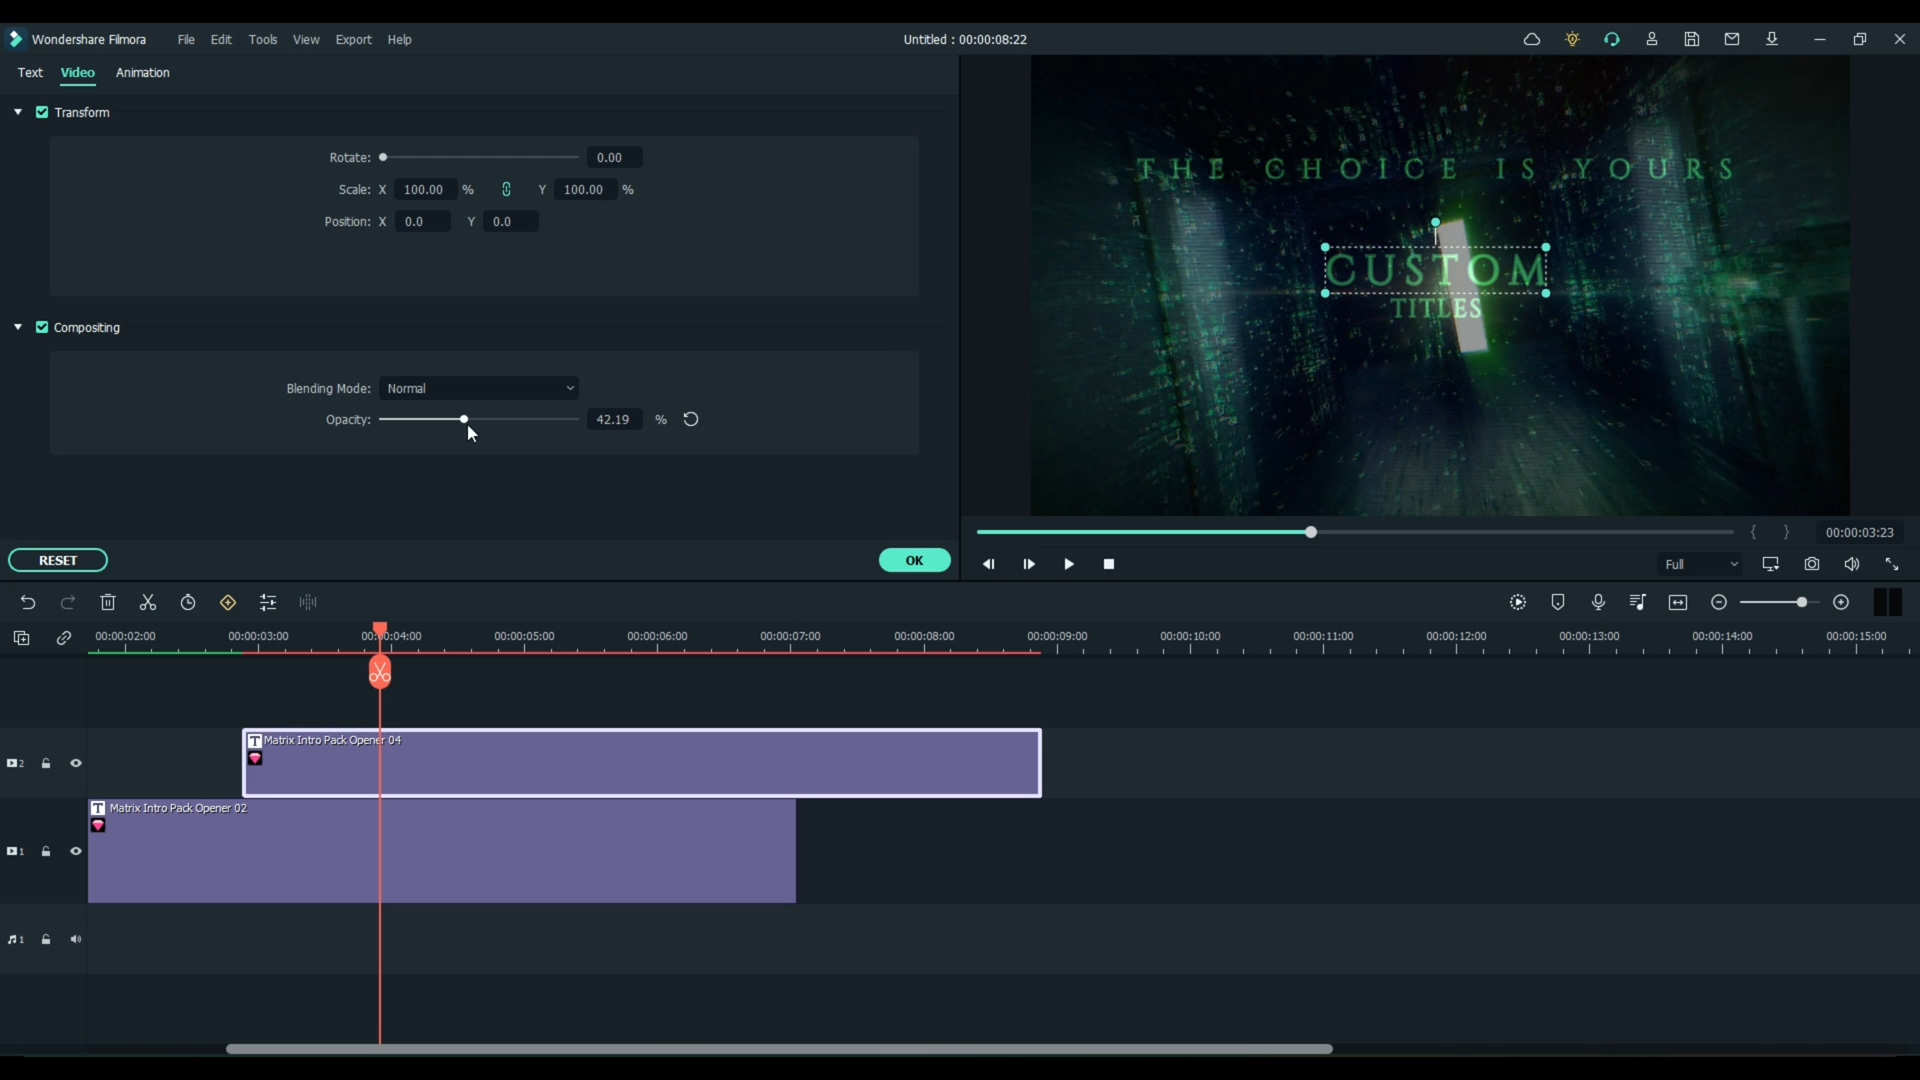 Wondershare Filmora File Edit Tools View Export Help Untitled : 00:00:08:22
Text Video Animation
Transform
Rotate: 0.00
Scale: X 100.00 % Y 100.00 %
Position: X 0.0 Y 0.0
Compositing
Blending Mode: Normal
Opacity: 42.19 %
RESET OK
THE CHOICE IS YOURS
CUSTOM
TITLES
{ } 00:00:03:23
Full
00:00:02:00 00:00:03:00 00:00:04:00 00:00:05:00 00:00:06:00 00:00:07:00 00:00:08:00 00:00:09:00 00:00:10:00 00:00:11:00 00:00:12:00 00:00:13:00 00:00:14:00 00:00:15:00
T Matrix Intro Pack Opener 04
2
T Matrix Intro Pack Opener 02
1
1